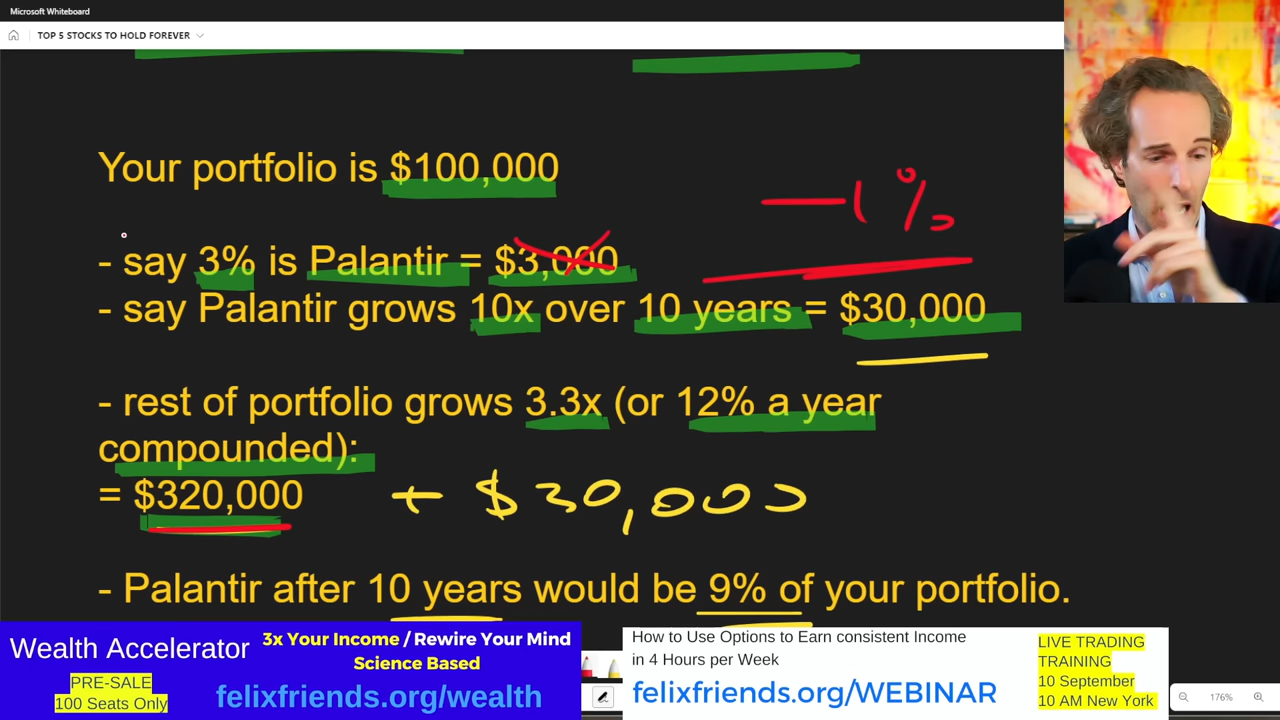 Microsoft Whiteboard
TOP 5 STOCKS TO HOLD FOREVER
Your portfolio is $100,000
—1%
- say 3% is Palantir = $3,000
- say Palantir grows 10x over 10 years = $30,000
- rest of portfolio grows 3.3x (or 12% a year
compounded):
= $320,000 + $30,000
- Palantir after 10 years would be 9% of your portfolio.
Wealth Accelerator
PRE-SALE
100 Seats Only
3x Your Income / Rewire Your Mind
Science Based
felixfriends.org/wealth
How to Use Options to Earn consistent Income
in 4 Hours per Week
felixfriends.org/WEBINAR
LIVE TRADING
TRAINING
10 September
10 AM New York
176%